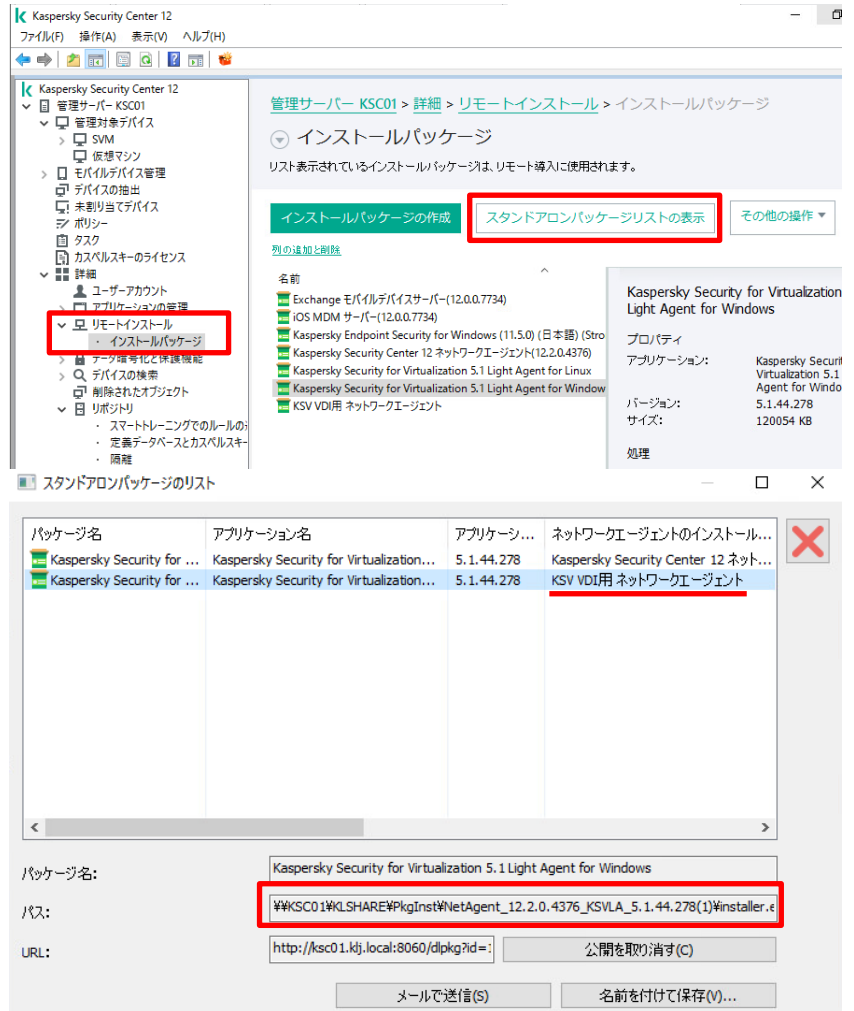 Kaspersky Security Center 12
ファイル(F) 操作(A) 表示(V) ヘルプ(H)
Kaspersky Security Center 12
管理サーバー KSC01
管理対象デバイス
SVM
仮想マシン
モバイルデバイス管理
デバイスの抽出
未割り当てデバイス
ポリシー
タスク
カスペルスキーのライセンス
詳細
ユーザーアカウント
アプリケーションの管理
リモートインストール
・ インストールパッケージ
データ暗号化と保護機能
デバイスの検索
削除されたオブジェクト
リポジトリ
・ スマートトレーニングでのルールの
・ 定義データベースとカスペルスキー
・ 隔離
管理サーバー KSC01 > 詳細 > リモートインストール > インストールパッケージ
インストールパッケージ
リスト表示されているインストールパッケージは、リモート導入に使用されます。
インストールパッケージの作成 スタンドアロンパッケージリストの表示 その他の操作 ▼
列の追加と削除
名前
Exchange モバイルデバイスサーバー(12.0.0.7734)
iOS MDM サーバー(12.0.0.7734)
Kaspersky Endpoint Security for Windows (11.5.0) (日本語) (Stro
Kaspersky Security Center 12 ネットワークエージェント(12.2.0.4376)
Kaspersky Security for Virtualization 5.1 Light Agent for Linux
Kaspersky Security for Virtualization 5.1 Light Agent for Window
KSV VDI用 ネットワークエージェント
Kaspersky Security for Virtualization
Light Agent for Windows
プロパティ
アプリケーション: Kaspersky Securit
Virtualization 5.1
Agent for Windo
バージョン: 5.1.44.278
サイズ: 120054 KB
処理
スタンドアロンパッケージのリスト
パッケージ名 アプリケーション名 アプリケーシ... ネットワークエージェントのインストール...
Kaspersky Security for ... Kaspersky Security for Virtualization... 5.1.44.278 Kaspersky Security Center 12 ネット...
Kaspersky Security for ... Kaspersky Security for Virtualization... 5.1.44.278 KSV VDI用 ネットワークエージェント
パッケージ名: Kaspersky Security for Virtualization 5.1 Light Agent for Windows
パス: ¥¥KSC01¥KLSHARE¥PkgInst¥NetAgent_12.2.0.4376_KSVLA_5.1.44.278(1)¥installer.e
URL: http://ksc01.klj.local:8060/dlpkg?id= 公開を取り消す(C)
メールで送信(S) 名前を付けて保存(V)...